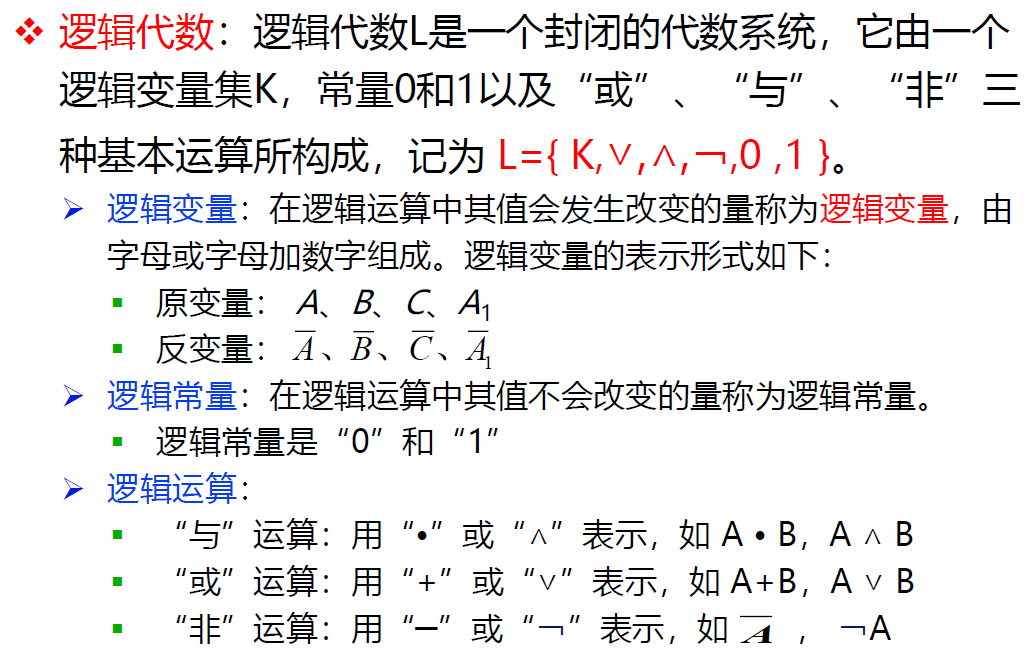 ❖ 逻辑代数：逻辑代数L是一个封闭的代数系统，它由一个
逻辑变量集K，常量0和1以及“或”、“与”、“非”三
种基本运算所构成，记为 L={ K,∨,∧,￢,0 ,1 }。
➢ 逻辑变量：在逻辑运算中其值会发生改变的量称为逻辑变量，由
字母或字母加数字组成。逻辑变量的表示形式如下：
▪ 原变量： A、B、C、A₁
▪ 反变量： A̅、B̅、C̅、A̅₁
➢ 逻辑常量：在逻辑运算中其值不会改变的量称为逻辑常量。
▪ 逻辑常量是“0”和“1”
➢ 逻辑运算：
▪ “与”运算：用“•”或“∧”表示，如 A • B，A ∧ B
▪ “或”运算：用“+”或“∨”表示，如 A+B，A ∨ B
▪ “非”运算：用“─”或“￢”表示，如 A̅ ，￢A